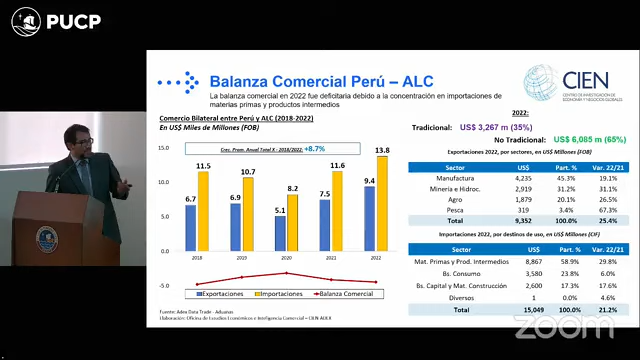 PUCP
Balanza Comercial Perú – ALC
La balanza comercial en 2022 fue deficitaria debido a la concentración en importaciones de
materias primas y productos intermedios
CIEN
CENTRO DE INVESTIGACIÓN DE
ECONOMÍA Y NEGOCIOS GLOBALES
Comercio Bilateral entre Perú y ALC (2018-2022)
En US$ Miles de Millones (FOB)
Crec. Prom. Anual Total X - 2018/2022: +8.7%
15.0
10.0
5.0
0.0
-5.0
6.7 11.5
6.9 10.7
5.1 8.2
7.5 11.6
9.4 13.8
2018 2019 2020 2021 2022
Exportaciones Importaciones Balanza Comercial
Fuente: Adex Data Trade - Aduanas
Elaboración: Oficina de Estudios Económicos e Inteligencia Comercial – CIEN ADEX
2022:
Tradicional: US$ 3,267 m (35%)
No Tradicional: US$ 6,085 m (65%)
Exportaciones 2022, por sectores, en US$ Millones (FOB)
Sector US$ Part. % Var. 22/21
Manufactura 4,235 45.3% 19.1%
Minería e Hidroc. 2,919 31.2% 31.1%
Agro 1,879 20.1% 26.5%
Pesca 319 3.4% 67.3%
Total 9,352 100.0% 25.4%
Importaciones 2022, por destinos de uso, en US$ Millones (CIF)
Sector US$ Part. % Var. 22/21
Mat. Primas y Prod. Intermedios 8,867 58.9% 29.8%
Bs. Consumo 3,580 23.8% 6.0%
Bs. Capital y Mat. Construcción 2,600 17.3% 17.6%
Diversos 1 0.0% 4.6%
Total 15,049 100.0% 21.2%
zoom